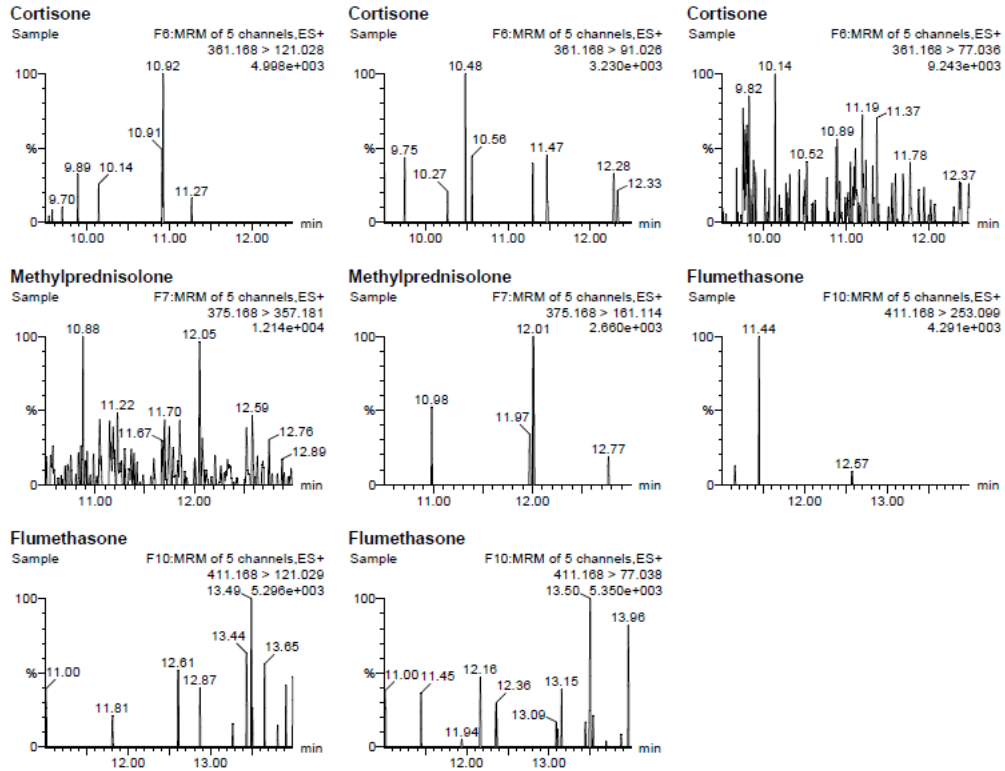 Cortisone
Sample F6:MRM of 5 channels,ES+
361.168 > 121.028
4.998e+003
100
10.92
10.91
%
9.89
10.14
9.70
11.27
0
min
10.00 11.00 12.00
Cortisone
Sample F6:MRM of 5 channels,ES+
361.168 > 91.026
3.230e+003
100
10.48
%
9.75
10.56
11.47
10.27
12.28
12.33
0
min
10.00 11.00 12.00
Cortisone
Sample F6:MRM of 5 channels,ES+
361.168 > 77.036
9.243e+003
100
10.14
9.82
11.19
11.37
10.89
%
10.52
11.78
12.37
0
min
10.00 11.00 12.00
Methylprednisolone
Sample F7:MRM of 5 channels,ES+
375.168 > 357.181
1.214e+004
100
10.88
12.05
%
11.22
11.70
12.59
11.67
12.76
12.89
0
min
11.00 12.00
Methylprednisolone
Sample F7:MRM of 5 channels,ES+
375.168 > 161.114
2.660e+003
100
12.01
%
10.98
11.97
12.77
0
min
11.00 12.00
Flumethasone
Sample F10:MRM of 5 channels,ES+
411.168 > 253.099
4.291e+003
100
11.44
%
12.57
0
min
12.00 13.00
Flumethasone
Sample F10:MRM of 5 channels,ES+
411.168 > 121.029
13.49 5.296e+003
100
13.44
13.65
%
11.00
12.61
12.87
11.81
0
min
12.00 13.00
Flumethasone
Sample F10:MRM of 5 channels,ES+
411.168 > 77.038
13.50 5.350e+003
100
13.96
%
11.00
11.45
12.16
12.36
13.15
13.09
11.94
0
min
12.00 13.00